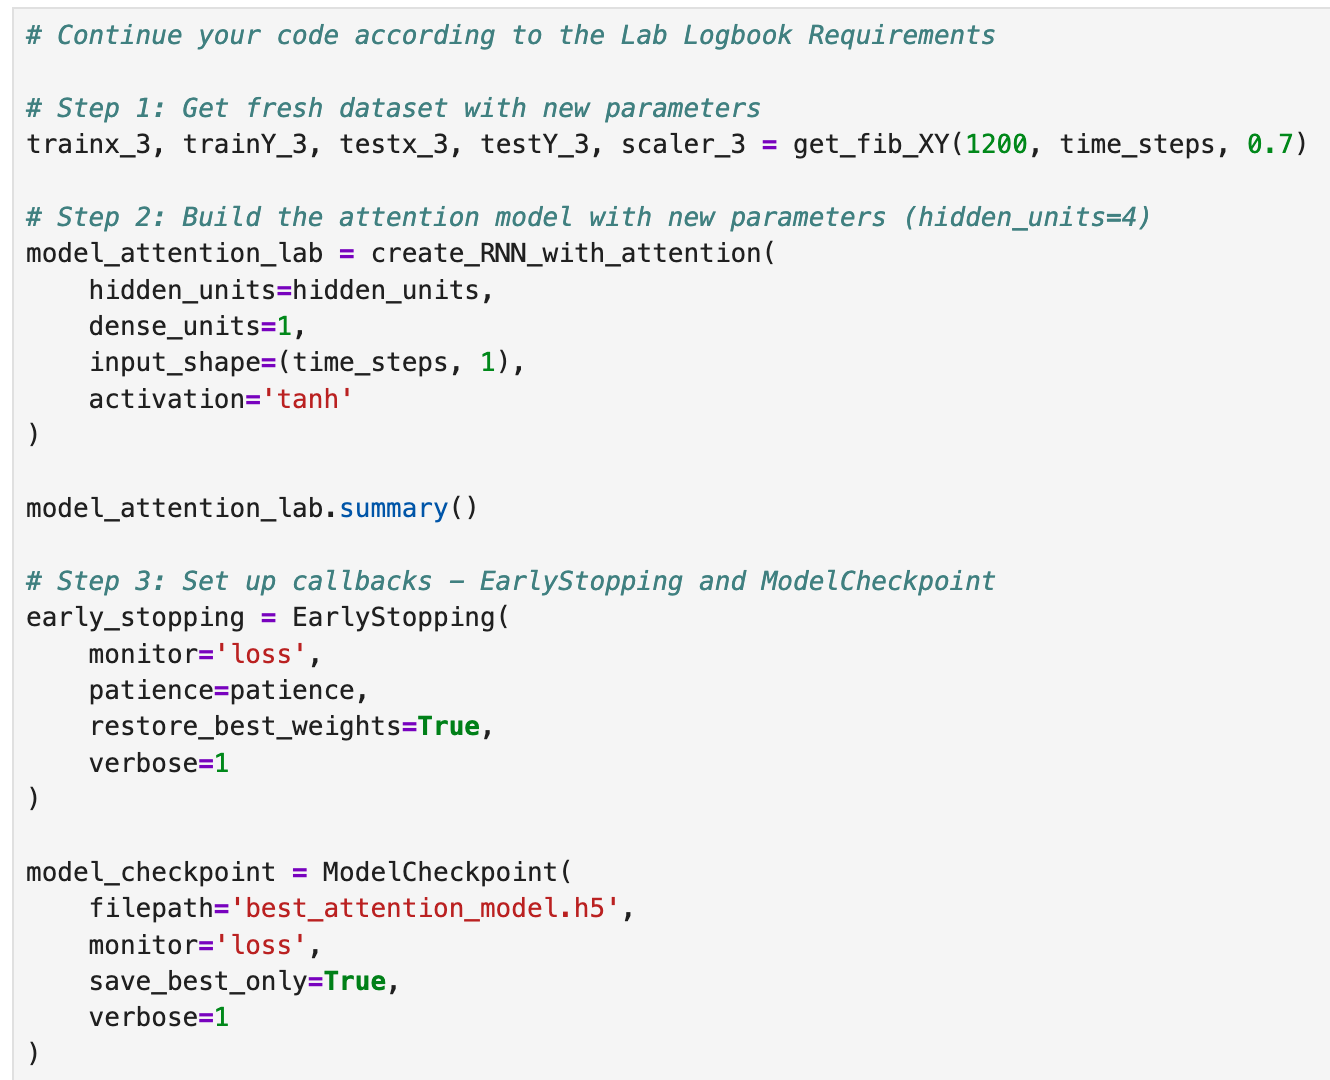 # Continue your code according to the Lab Logbook Requirements
# Step 1: Get fresh dataset with new parameters
trainx_3, trainY_3, testx_3, testY_3, scaler_3 = get_fib_XY(1200, time_steps, 0.7)
# Step 2: Build the attention model with new parameters (hidden_units=4)
model_attention_lab = create_RNN_with_attention(
    hidden_units=hidden_units,
    dense_units=1,
    input_shape=(time_steps, 1),
    activation='tanh'
)
model_attention_lab.summary()
# Step 3: Set up callbacks – EarlyStopping and ModelCheckpoint
early_stopping = EarlyStopping(
    monitor='loss',
    patience=patience,
    restore_best_weights=True,
    verbose=1
)
model_checkpoint = ModelCheckpoint(
    filepath='best_attention_model.h5',
    monitor='loss',
    save_best_only=True,
    verbose=1
)